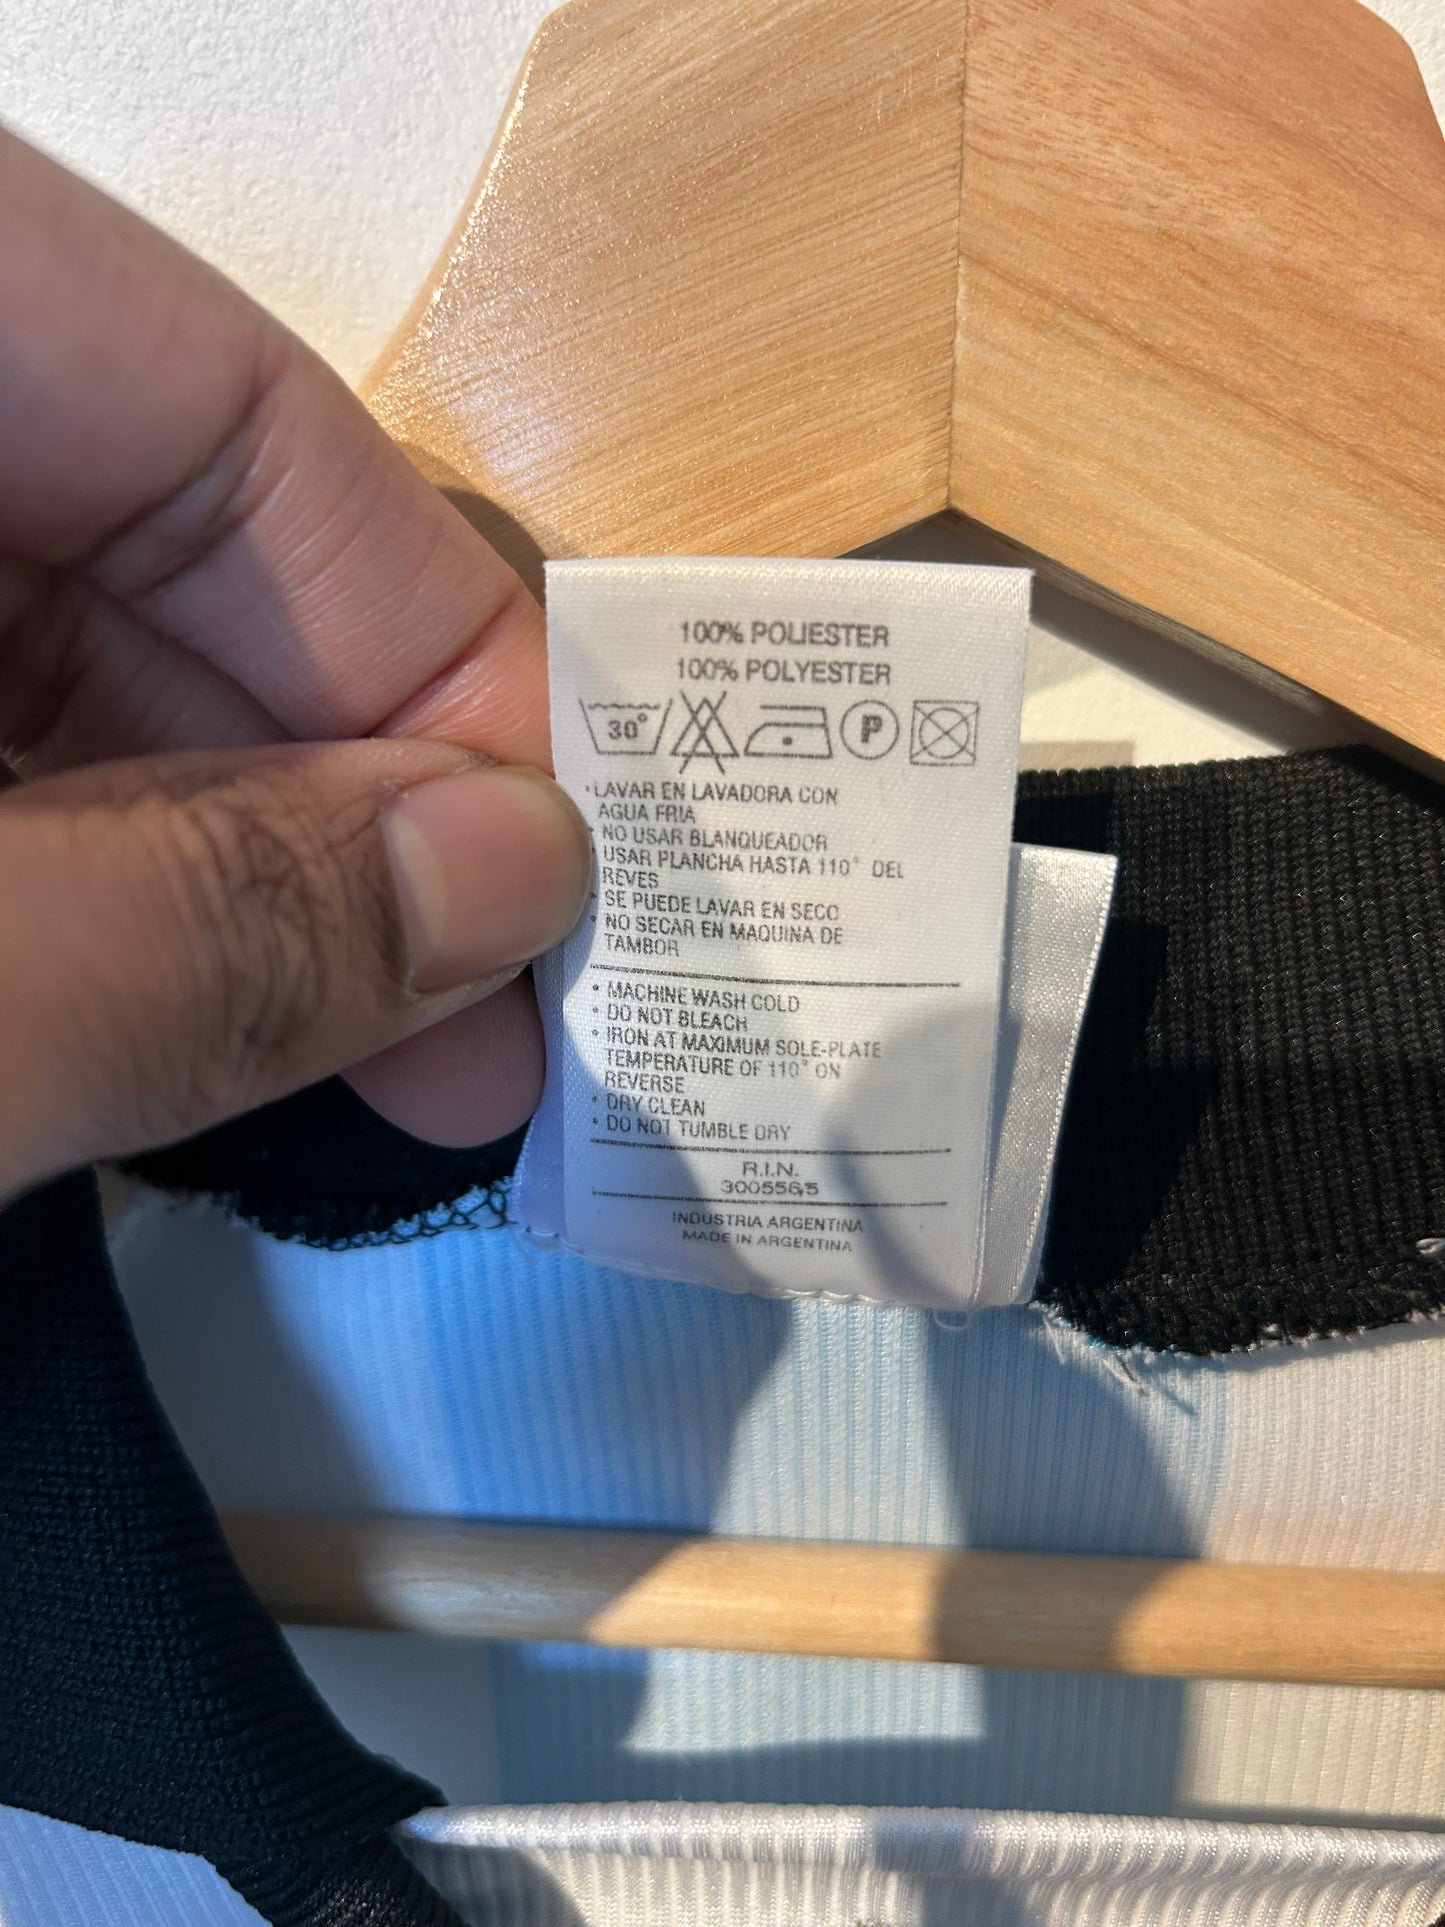 100% POLIESTER
100% POLYESTER
30° P
• LAVAR EN LAVADORA CON
AGUA FRIA
• NO USAR BLANQUEADOR
• USAR PLANCHA HASTA 110° DEL
REVES
• SE PUEDE LAVAR EN SECO
• NO SECAR EN MAQUINA DE
TAMBOR
• MACHINE WASH COLD
• DO NOT BLEACH
• IRON AT MAXIMUM SOLE-PLATE
TEMPERATURE OF 110° ON
REVERSE
• DRY CLEAN
• DO NOT TUMBLE DRY
R.I.N.
300556,5
INDUSTRIA ARGENTINA
MADE IN ARGENTINA